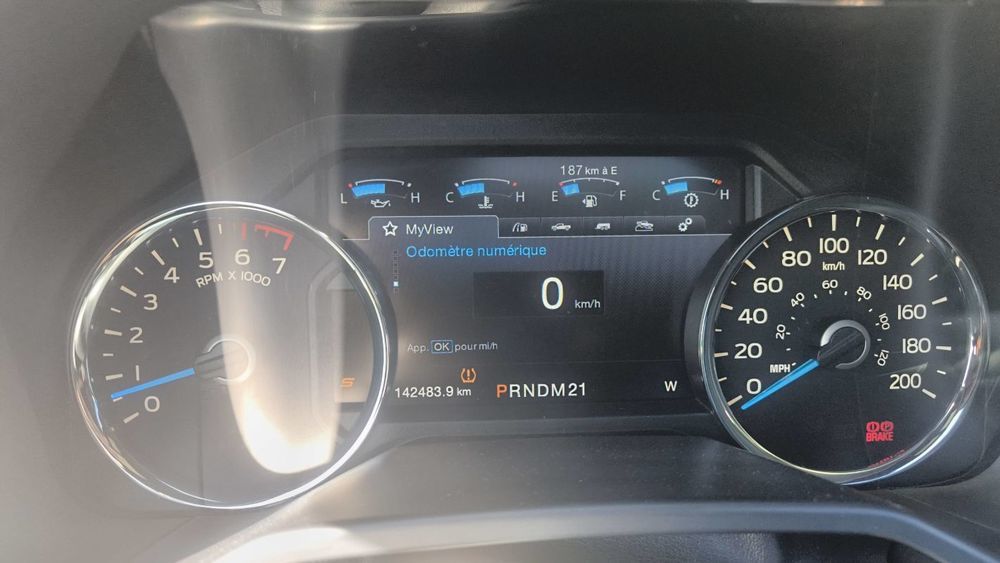 187 km à E
L H C H E F C H
MyView
Odomètre numérique
0 km/h
App. OK pour mi/h
142483.9 km
PRNDM21
W
0 1 2 3 4 5 6 7
RPM X 1000
S
0 20 40 60 80 100 120 140 160 180 200
km/h
20 40 60 80 100 120
MPH
P
BRAKE